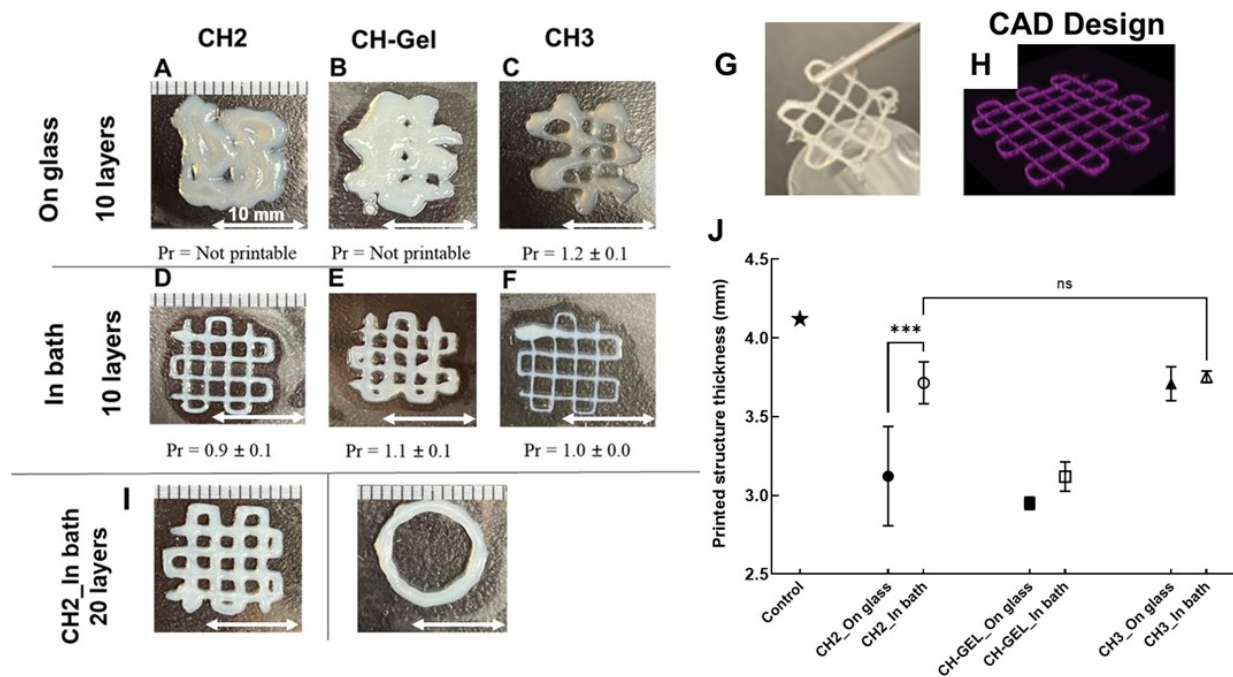 CH2
CH-Gel
CH3
On glass
10 layers
A
B
C
10 mm
Pr = Not printable
Pr = Not printable
Pr = 1.2 ± 0.1
In bath
10 layers
D
E
F
Pr = 0.9 ± 0.1
Pr = 1.1 ± 0.1
Pr = 1.0 ± 0.0
CH2_In bath
20 layers
I
G
CAD Design
H
J
Printed structure thickness (mm)
4.5
4.0
3.5
3.0
2.5
***
ns
Control
CH2_On glass
CH2_In bath
CH-GEL_On glass
CH-GEL_In bath
CH3_On glass
CH3_In bath